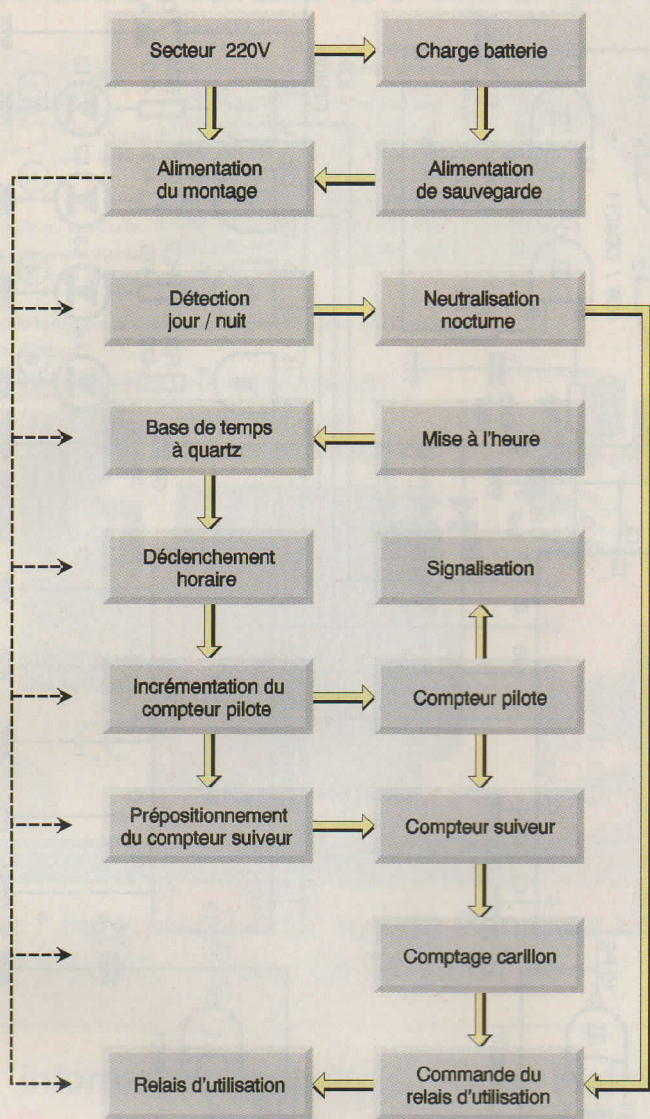 Secteur 220V
Charge batterie
Alimentation
du montage
Alimentation
de sauvegarde
Détection
jour / nuit
Neutralisation
nocturne
Base de temps
à quartz
Mise à l'heure
Déclenchement
horaire
Signalisation
Incrémentation du
compteur pilote
Compteur pilote
Prépositionnement
du compteur suiveur
Compteur suiveur
Comptage carillon
Relais d'utilisation
Commande du
relais d'utilisation